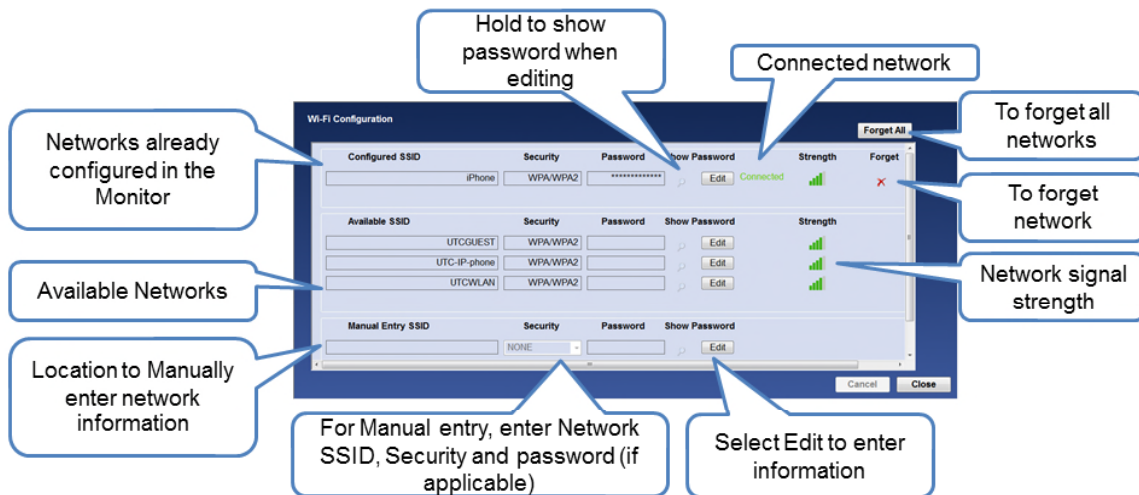 Hold to show
password when
editing
Connected network
Networks already
configured in the
Monitor
To forget all
networks
To forget
network
Network signal
strength
Available Networks
Location to Manually
enter network
information
For Manual entry, enter Network
SSID, Security and password (if
applicable)
Select Edit to enter
information
Wi-Fi Configuration
Forget All
Configured SSID Security Password Show Password Strength Forget
iPhone WPA/WPA2 ************* Edit Connected
Available SSID Security Password Show Password Strength
UTCGUEST WPA/WPA2 Edit
UTC-IP-phone WPA/WPA2 Edit
UTCWLAN WPA/WPA2 Edit
Manual Entry SSID Security Password Show Password
NONE Edit
Cancel Close